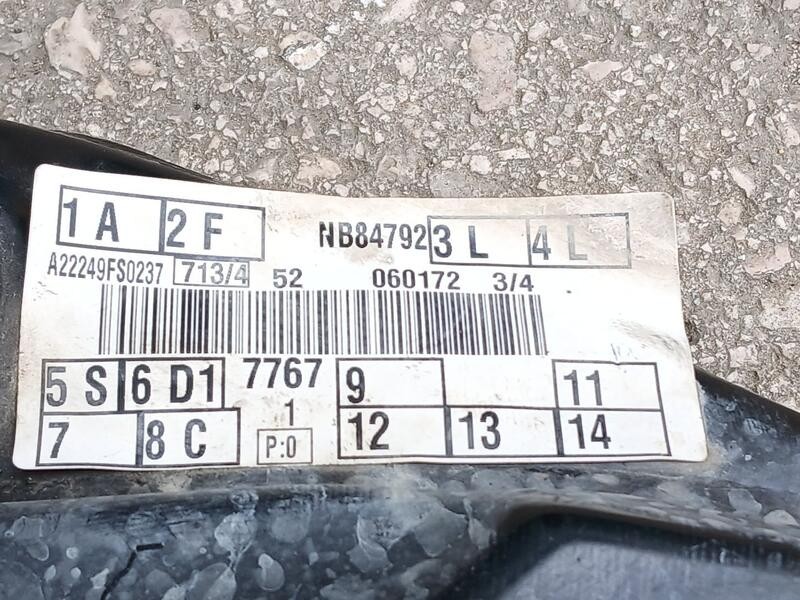 1 A 2 F NB84792 3 L 4 L
A22249FS0237 713/4 52 060172 3/4
5 S 6 D1 7767 9 11
7 8 C 1 P:0 12 13 14